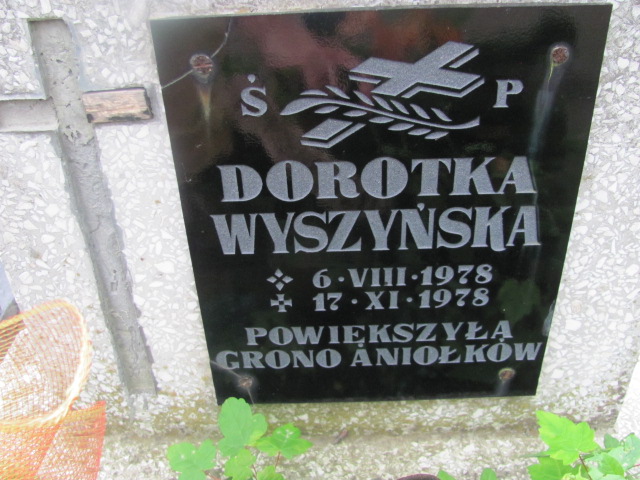 Ś P
DOROTKA
WYSZYŃSKA
6·VIII·1978
17·XI·1978
POWIĘKSZYŁA
GRONO ANIOŁKÓW